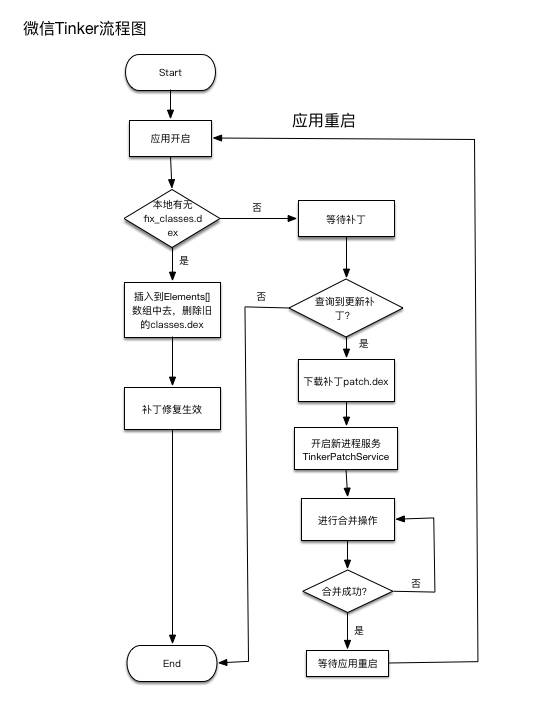 微信Tinker流程图
Start
应用重启
应用开启
本地有无
fix_classes.d
ex
否
等待补丁
是
插入到Elements[]
数组中去，删除旧
的classes.dex
否
查询到更新补
丁？
是
下载补丁patch.dex
补丁修复生效
开启新进程服务
TinkerPatchService
进行合并操作
合并成功？
否
是
End
等待应用重启